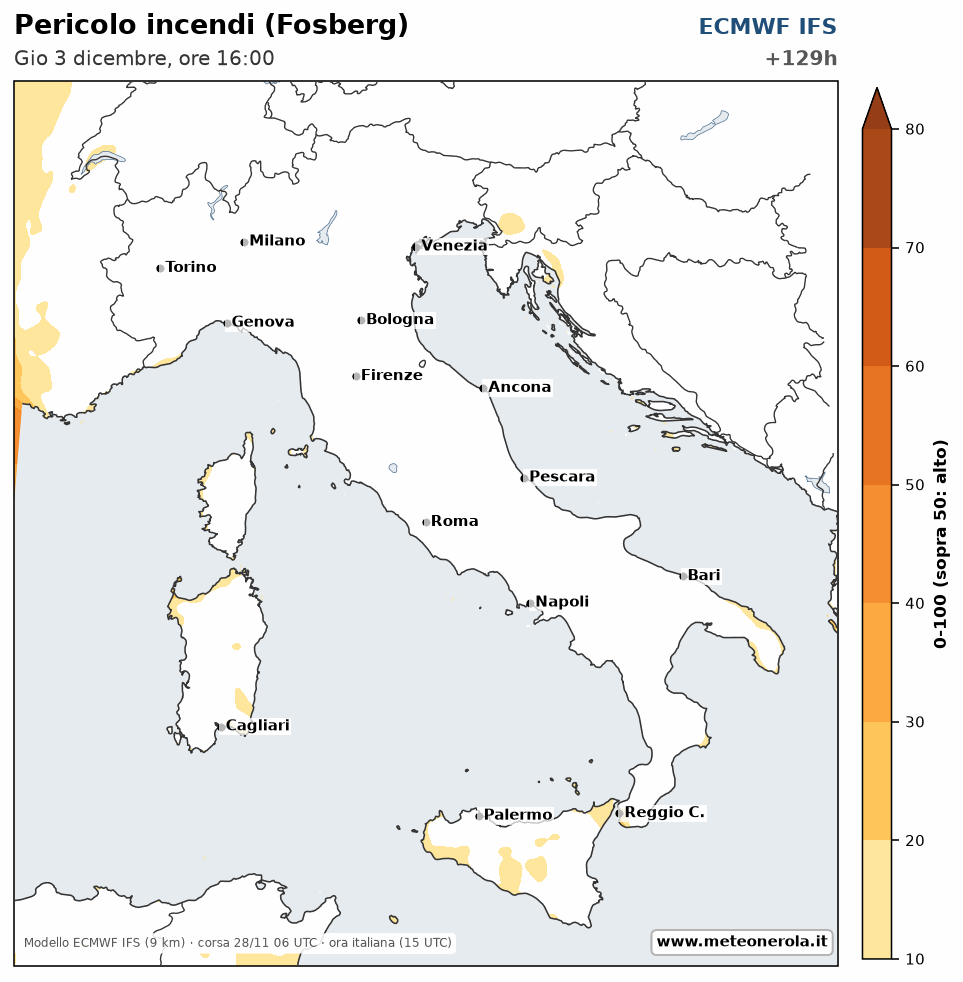 Pericolo incendi (Fosberg)
ECMWF IFS
Gio 3 dicembre, ore 16:00
+129h
Milano
Venezia
Torino
Genova
Bologna
Firenze
Ancona
Pescara
Roma
Bari
Napoli
Cagliari
Palermo
Reggio C.
80
70
60
50
40
30
20
10
0-100 (sopra 50: alto)
Modello ECMWF IFS (9 km) · corsa 28/11 06 UTC · ora italiana (15 UTC)
www.meteonerola.it